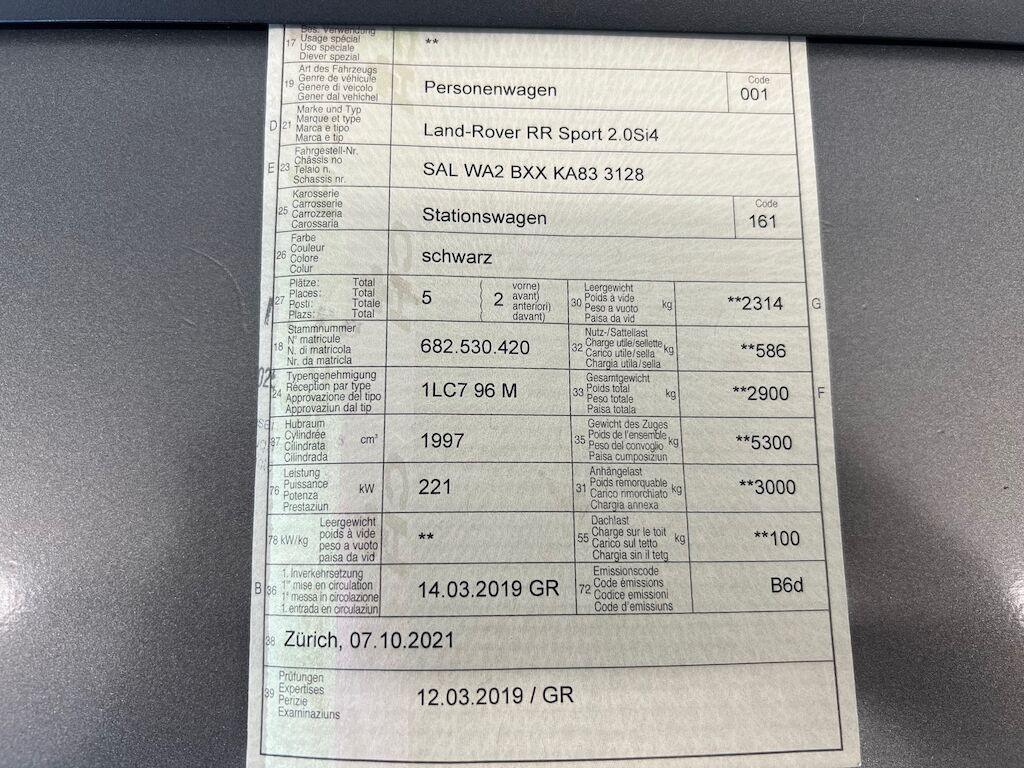 Bes. Verwendung
17 Usage spécial **
Uso speciale
Diever spezial
Art des Fahrzeugs Code
19 Genre de véhicule Personenwagen 001
Genere di veicolo
Gener dal vehichel
Marke und Typ
D 21 Marque et type Land-Rover RR Sport 2.0Si4
Marca e tipo
Marca e tip
Fahrgestell-Nr.
E 23 Châssis no SAL WA2 BXX KA83 3128
Telaio n.
Schassis nr.
Karosserie Code
25 Carrosserie Stationswagen 161
Carrozzeria
Carossaria
Farbe
26 Couleur schwarz
Colore
Colur
Plätze: Total vorne) Leergewicht
27 Places: Total 5 2 avant) 30 Poids à vide kg **2314 G
Posti: Totale anteriori) Peso a vuoto
Plazs: Total davant) Paisa da vid
Stammnummer Nutz-/Sattellast
18 N° matricule 682.530.420 32 Charge utile/sellette kg **586
N. di matricola Carico utile/sella
Nr. da matricla Chargia utila/sella
Typengenehmigung Gesamtgewicht
24 Réception par type 1LC7 96 M 33 Poids total kg **2900 F
Approvazione del tipo Peso totale
Approvaziun dal tip Paisa totala
Hubraum Gewicht des Zuges
37 Cylindrée cm³ 1997 35 Poids de l'ensemble kg **5300
Cilindrata Peso del convoglio
Cilindrada Paisa cumposiziun
Leistung Anhängelast
76 Puissance kW 221 31 Poids remorquable kg **3000
Potenza Carico rimorchiato
Prestaziun Chargia annexa
Leergewicht Dachlast
78 kW/kg poids à vide ** 55 Charge sur le toit kg **100
peso a vuoto Carico sul tetto
paisa da vid Chargia sin il tetg
1. Inverkehrsetzung Emissionscode
B 36 1re mise en circulation 14.03.2019 GR 72 Code émissions B6d
1a messa in circolazione Codice emissioni
1. entrada en circulaziun Code d'emissiuns
38 Zürich, 07.10.2021
Prüfungen
39 Expertises 12.03.2019 / GR
Perizie
Examinaziuns